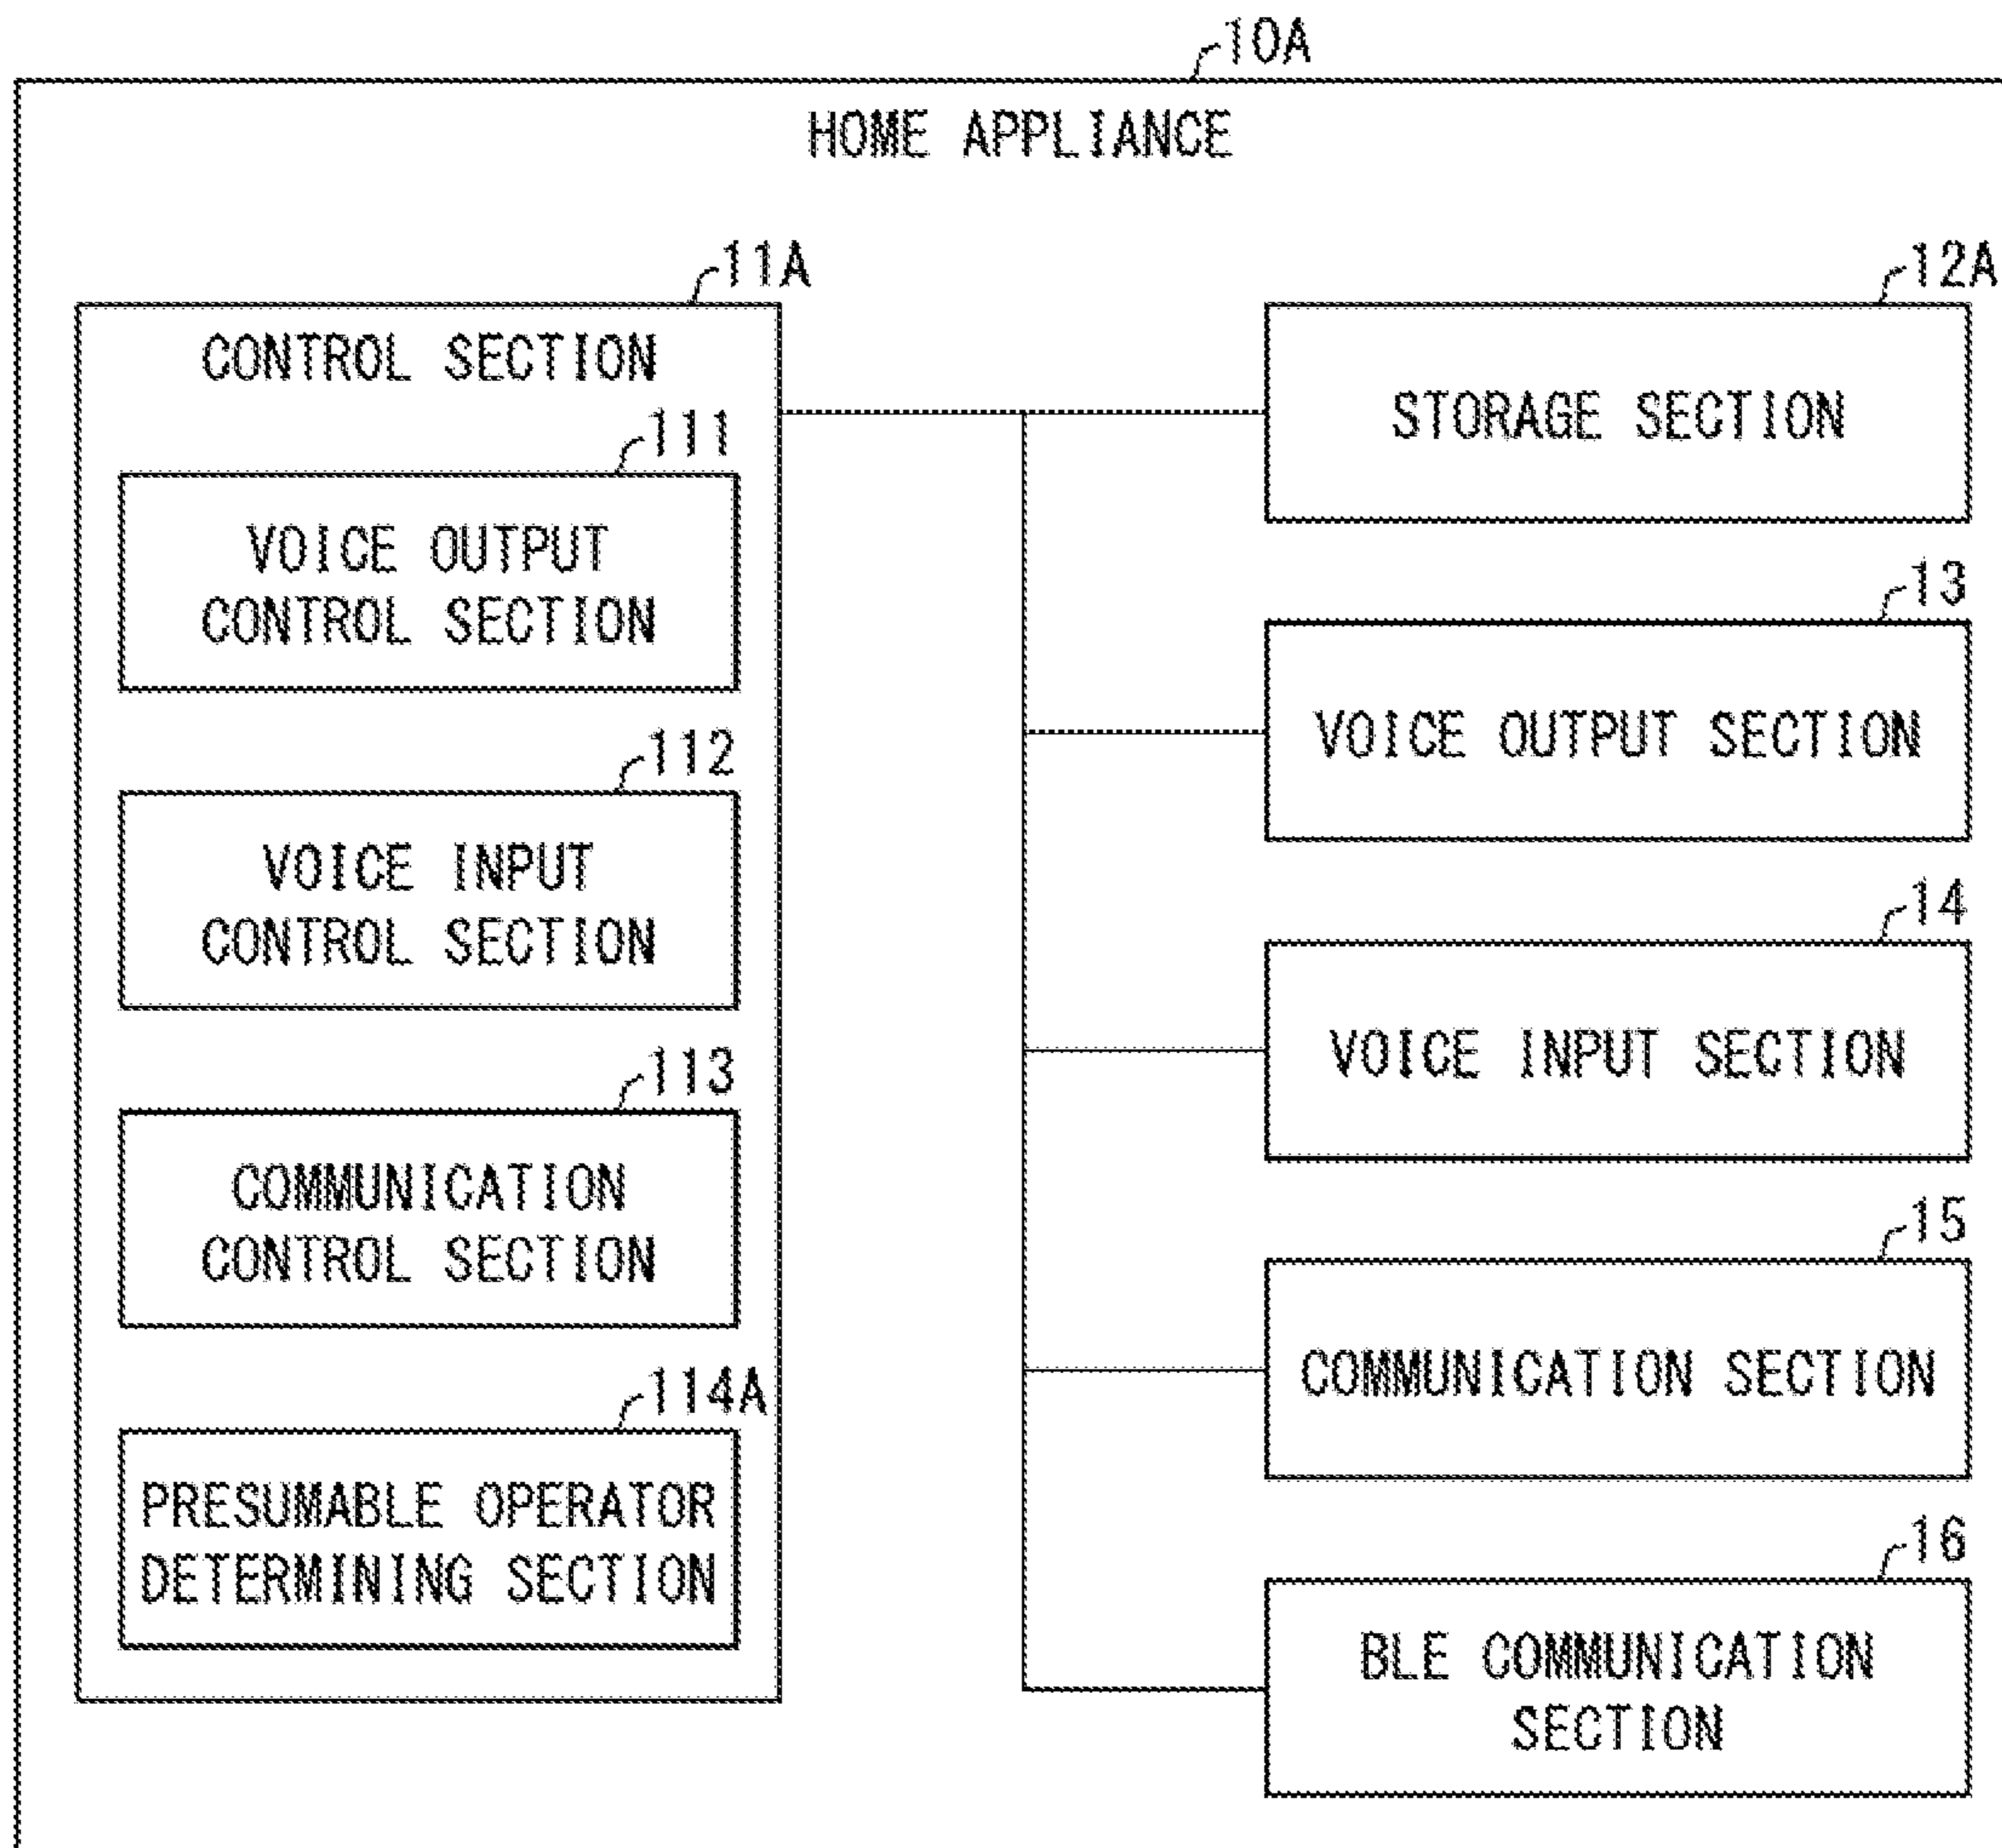 10A
HOME APPLIANCE
11A
CONTROL SECTION
111
VOICE OUTPUT
CONTROL SECTION
112
VOICE INPUT
CONTROL SECTION
113
COMMUNICATION
CONTROL SECTION
114A
PRESUMABLE OPERATOR
DETERMINING SECTION
12A
STORAGE SECTION
13
VOICE OUTPUT SECTION
14
VOICE INPUT SECTION
15
COMMUNICATION SECTION
16
BLE COMMUNICATION
SECTION